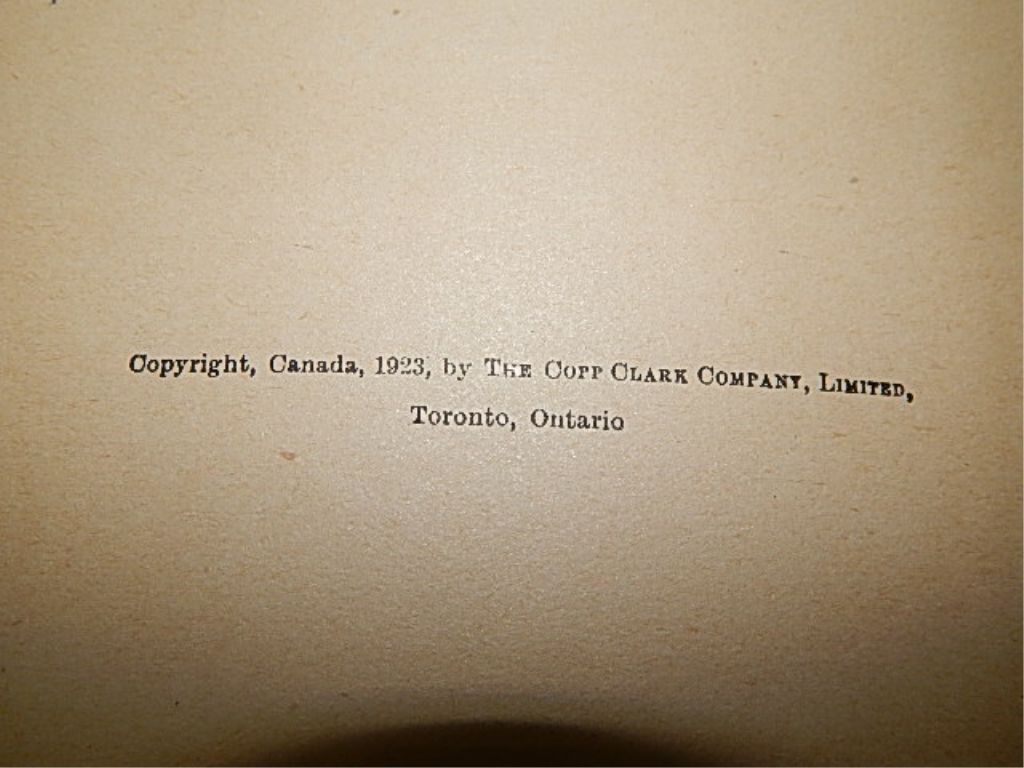 Copyright, Canada, 1923, by THE COPP CLARK COMPANY, LIMITED,
Toronto, Ontario